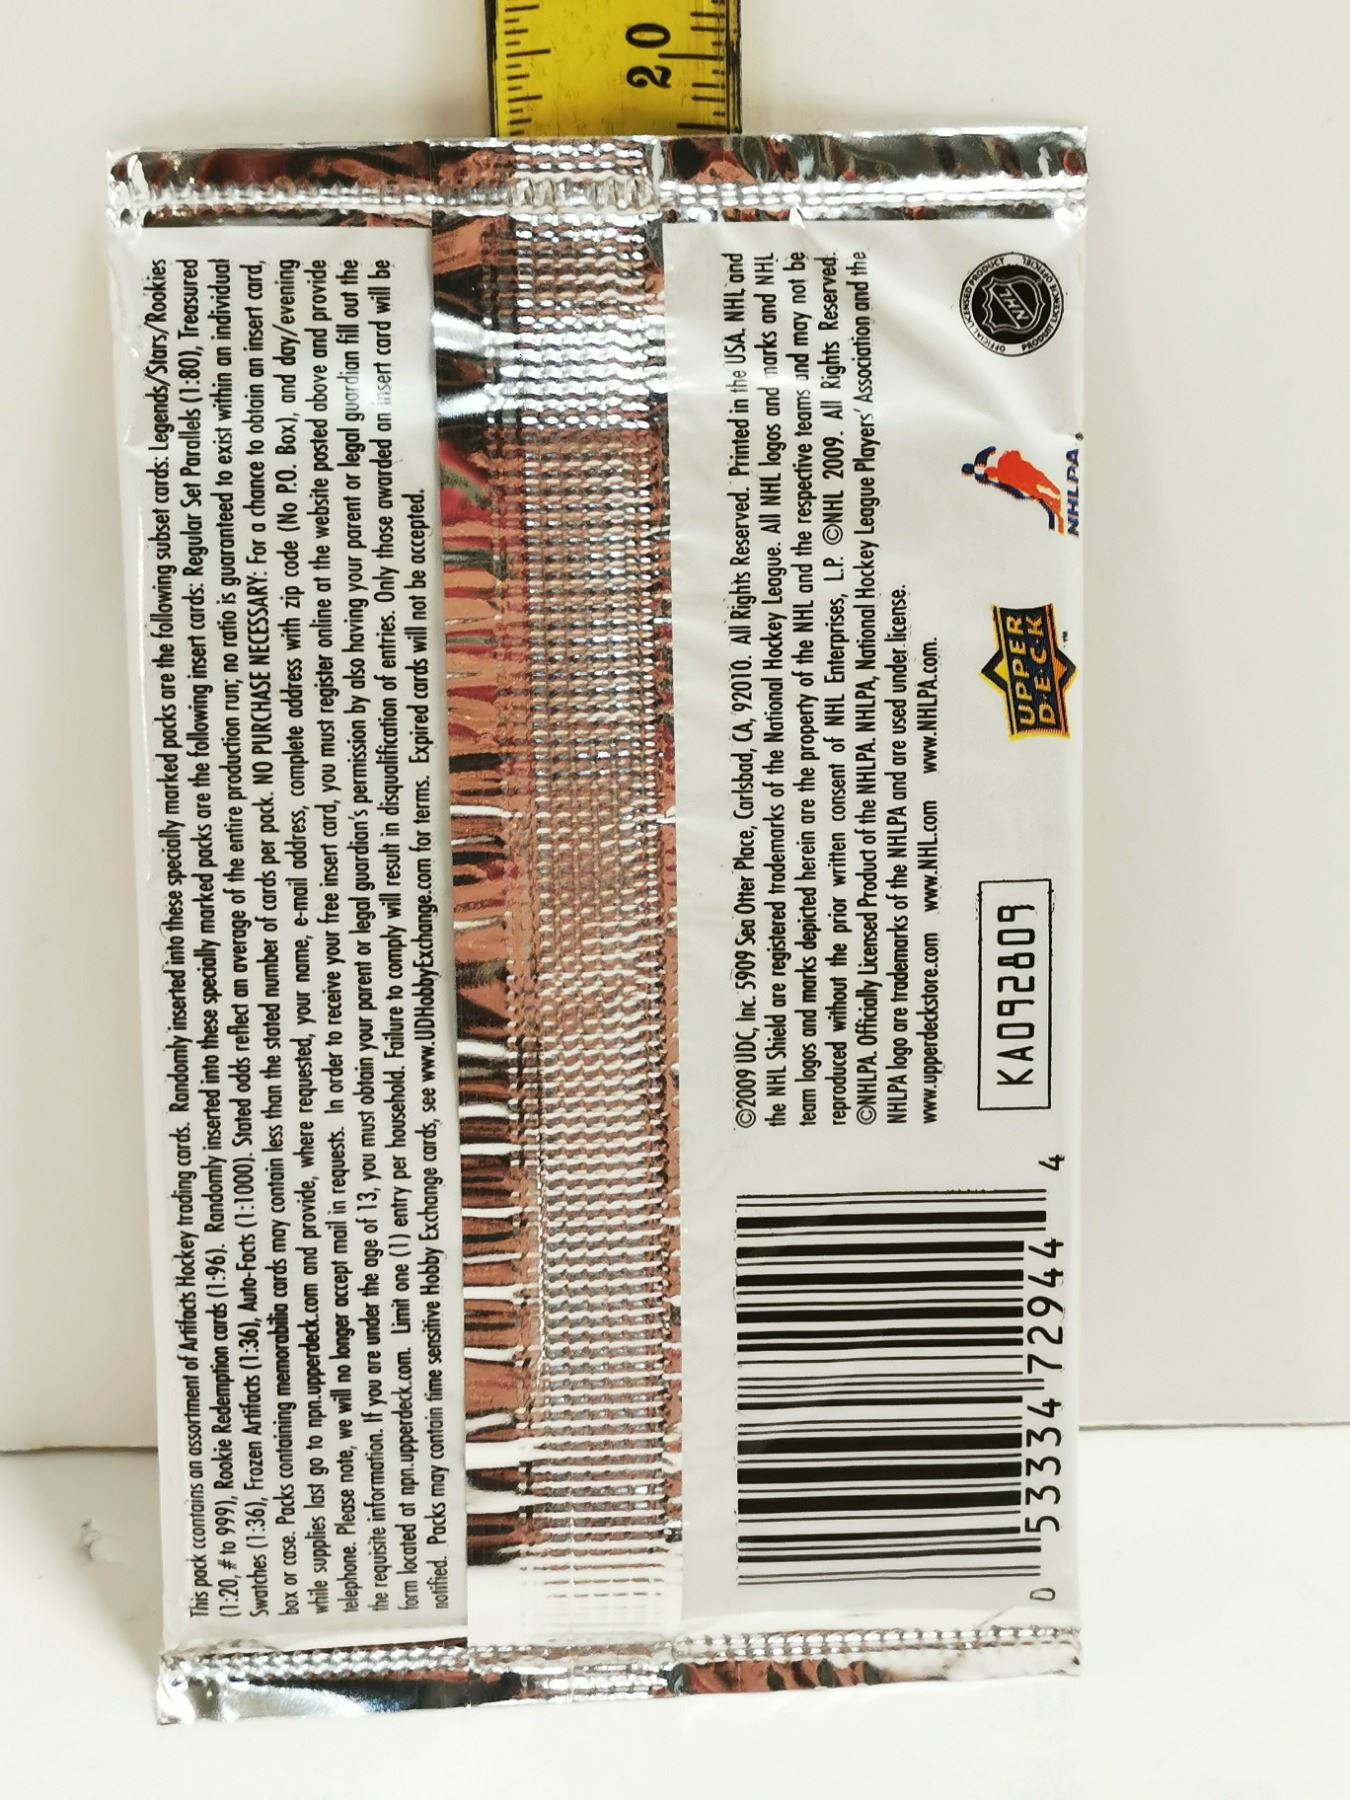 This pack ccontains an assortment of Artifacts Hockey trading cards. Randomly inserted into these specially marked packs are the following subset cards: Legends/Stars/Rookies
(1:20, # to 999), Rookie Redemption cards (1:96). Randomly inserted into these specially marked packs are the following insert cards: Regular Set Parallels (1:80), Treasured
Swatches (1:36), Frozen Artifacts (1:36), Auto-Facts (1:1000). Stated odds reflect an average of the entire production run; no ratio is guaranteed to exist within an individual
box or case. Packs containing memorabilia cards may contain less than the stated number of cards per pack. NO PURCHASE NECESSARY: For a chance to obtain an insert card,
while supplies last go to npn.upperdeck.com and provide, where requested, your name, e-mail address, complete address with zip code (No P.O. Box), and day/evening
telephone. Please note, we will no longer accept mail in requests. In order to receive your free insert card, you must register online at the website posted above and provide
the requisite information. If you are under the age of 13, you must obtain your parent or legal guardian's permission by also having your parent or legal guardian fill out the
form located at npn.upperdeck.com. Limit one (1) entry per household. Failure to comply will result in disqualification of entries. Only those awarded an insert card will be
notified. Packs may contain time sensitive Hobby Exchange cards, see www.UDHobbyExchange.com for terms. Expired cards will not be accepted.
©2009 UDC, Inc. 5909 Sea Otter Place, Carlsbad, CA, 92010. All Rights Reserved. Printed in the USA. NHL and
the NHL Shield are registered trademarks of the National Hockey League. All NHL logos and marks and NHL
team logos and marks depicted herein are the property of the NHL and the respective teams and may not be
reproduced without the prior written consent of NHL Enterprises, L.P. ©NHL 2009. All Rights Reserved.
©NHLPA. Officially Licensed Product of the NHLPA. NHLPA, National Hockey League Players' Association and the
NHLPA logo are trademarks of the NHLPA and are used under license.
www.upperdeckstore.com www.NHL.com www.NHLPA.com.
KA092809
UPPER
D·E·C·K™
NHLPA
OFFICIAL LICENSED PRODUCT
NHL
PRODUIT LICENCIE OFFICIEL
0 53334 72944 4
20